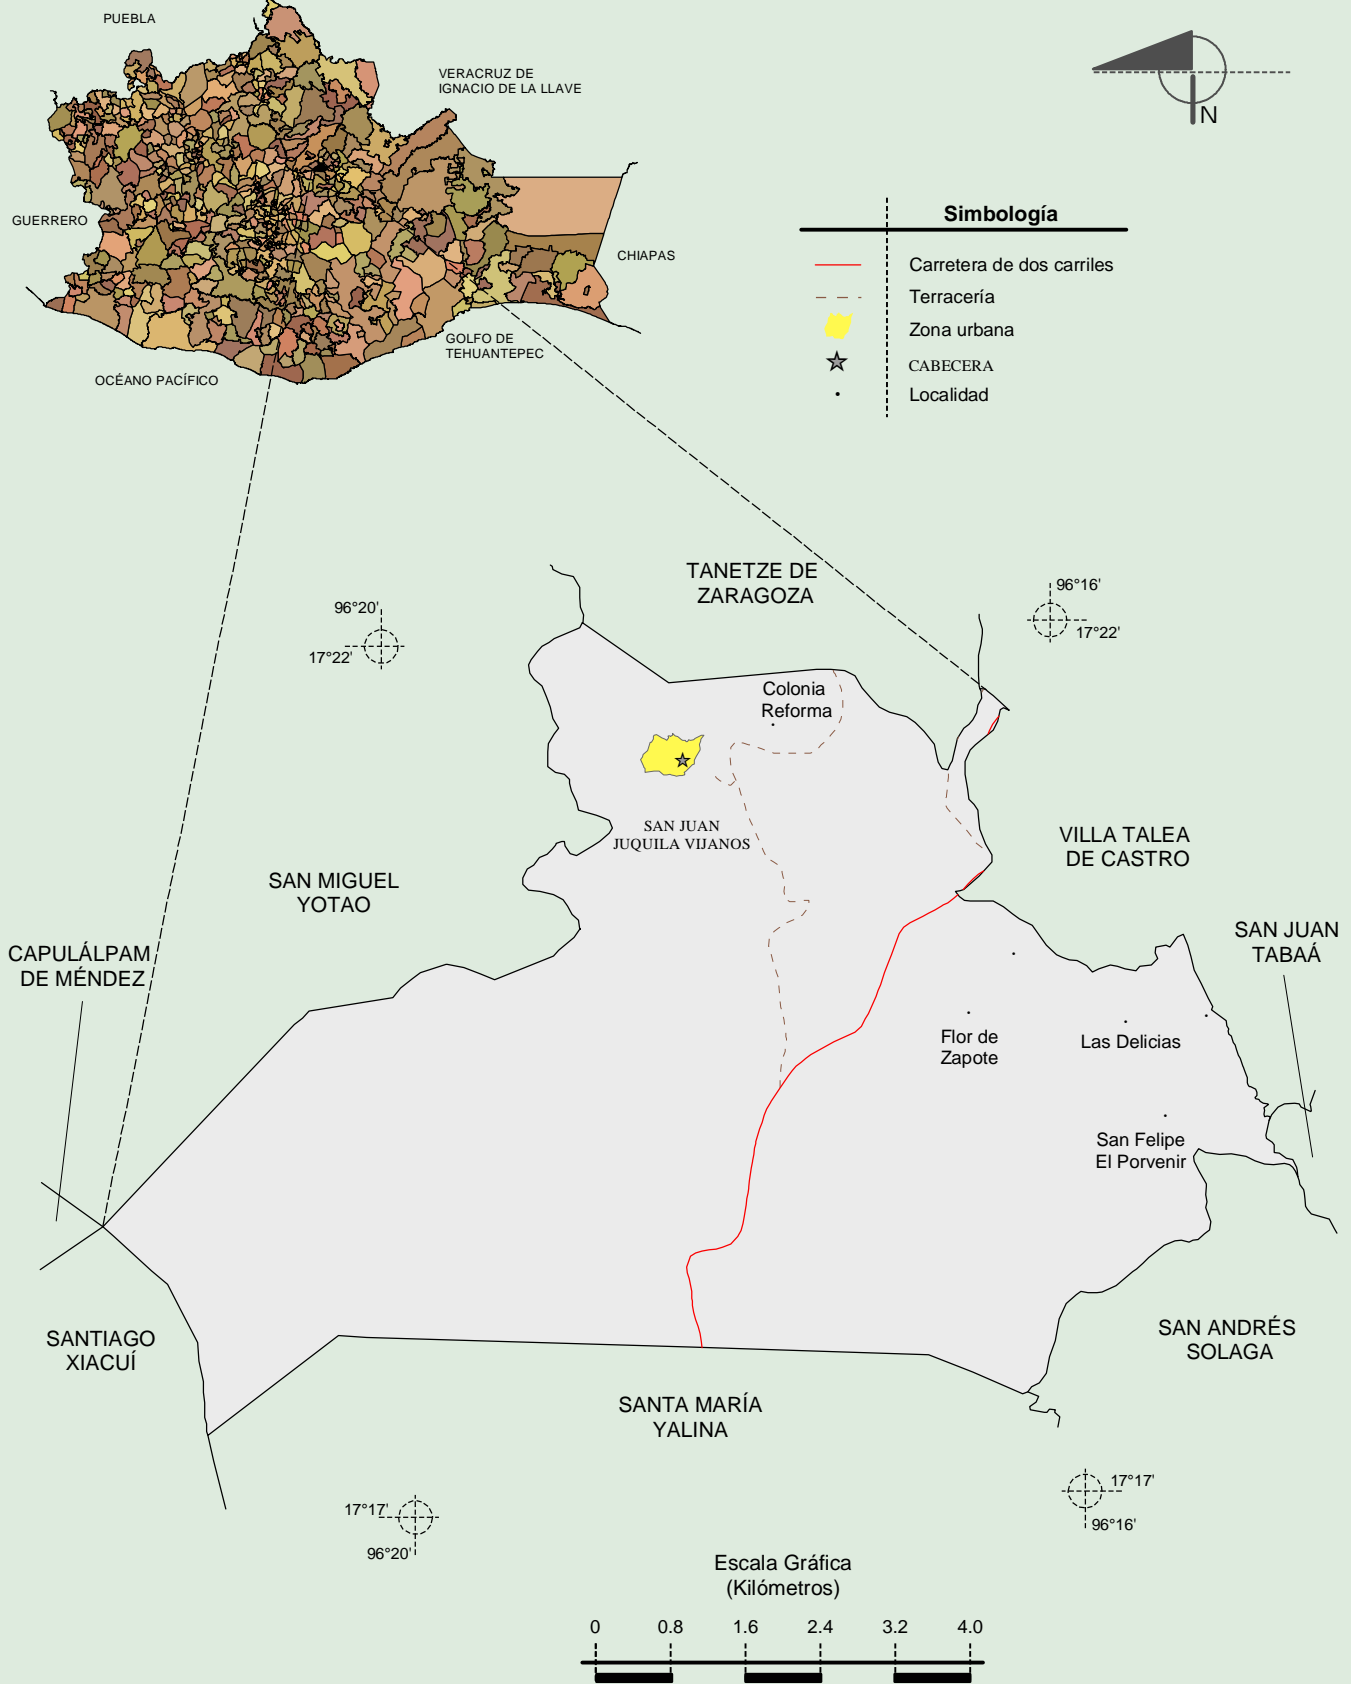 PUEBLA
VERACRUZ DE
IGNACIO DE LA LLAVE
GUERRERO
CHIAPAS
GOLFO DE
TEHUANTEPEC
OCÉANO PACÍFICO
N
Simbología
Carretera de dos carriles
Terracería
Zona urbana
CABECERA
Localidad
TANETZE DE
ZARAGOZA
96°20'
17°22'
96°16'
17°22'
Colonia
Reforma
SAN JUAN
JUQUILA VIJANOS
VILLA TALEA
DE CASTRO
SAN MIGUEL
YOTAO
CAPULÁLPAM
DE MÉNDEZ
SAN JUAN
TABAÁ
Flor de
Zapote
Las Delicias
San Felipe
El Porvenir
SANTIAGO
XIACUÍ
SAN ANDRÉS
SOLAGA
SANTA MARÍA
YALINA
17°17'
96°20'
17°17'
96°16'
Escala Gráfica
(Kilómetros)
0 0.8 1.6 2.4 3.2 4.0